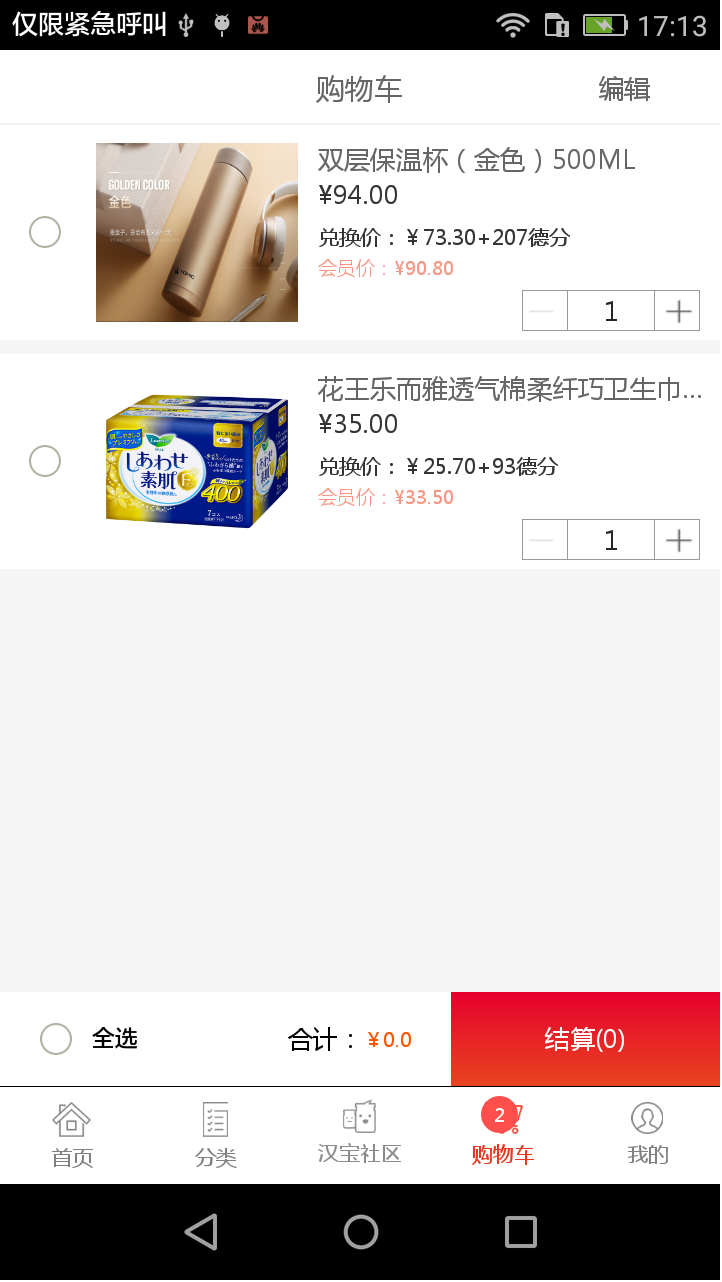 仅限紧急呼叫
17:13
购物车
编辑
GOLDEN COLOR
金色
双层保温杯（金色）500ML
¥94.00
兑换价：￥73.30+207德分
会员价：¥90.80
1
花王乐而雅透气棉柔纤巧卫生巾...
¥35.00
兑换价：￥25.70+93德分
会员价：¥33.50
しあわせ
素肌
400
1
全选
合计：￥0.0
结算(0)
首页
分类
汉宝社区
2
购物车
我的